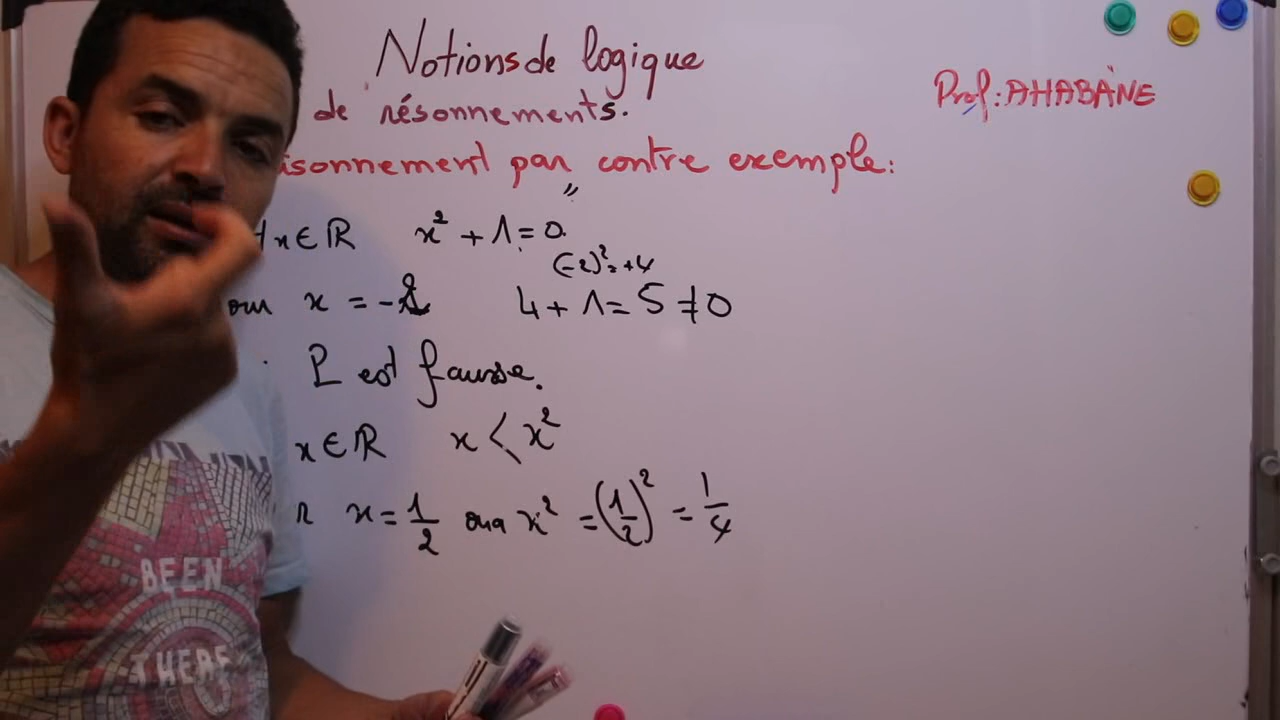 Notions de logique
de résonnements.
Prof: AHABANE
isonnement par contre exemple:
∀x∈ℝ x² + 1 = 0.
(-2)² = +4
our x = -2 4 + 1 = 5 ≠ 0
P est fausse.
x∈ℝ x < x²
r x = 1/2 ona x² = (1/2)² = 1/4
BEEN
THERE